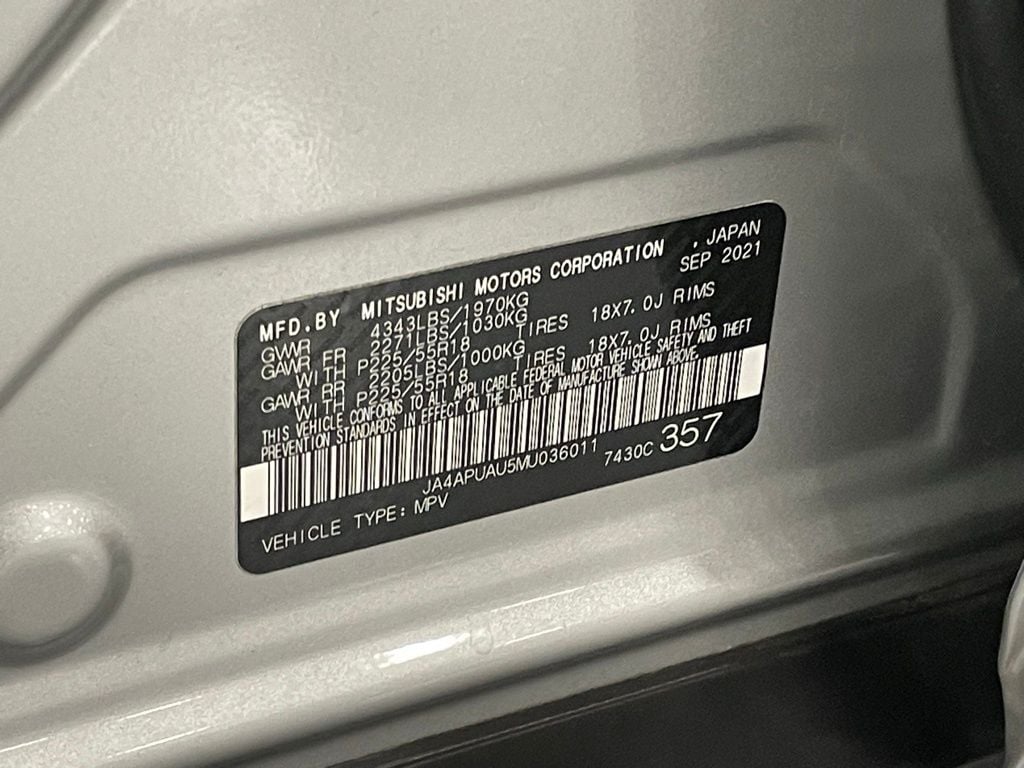 MFD.BY MITSUBISHI MOTORS CORPORATION , JAPAN
SEP 2021
GVWR 4343LBS/1970KG
GAWR FR 2271LBS/1030KG
WITH P225/55R18 TIRES 18X7.0J RIMS
GAWR RR 2205LBS/1000KG
WITH P225/55R18 TIRES 18X7.0J RIMS
THIS VEHICLE CONFORMS TO ALL APPLICABLE FEDERAL MOTOR VEHICLE SAFETY AND THEFT
PREVENTION STANDARDS IN EFFECT ON THE DATE OF MANUFACTURE SHOWN ABOVE.
JA4APUAU5MU036011 7430C 357
VEHICLE TYPE: MPV